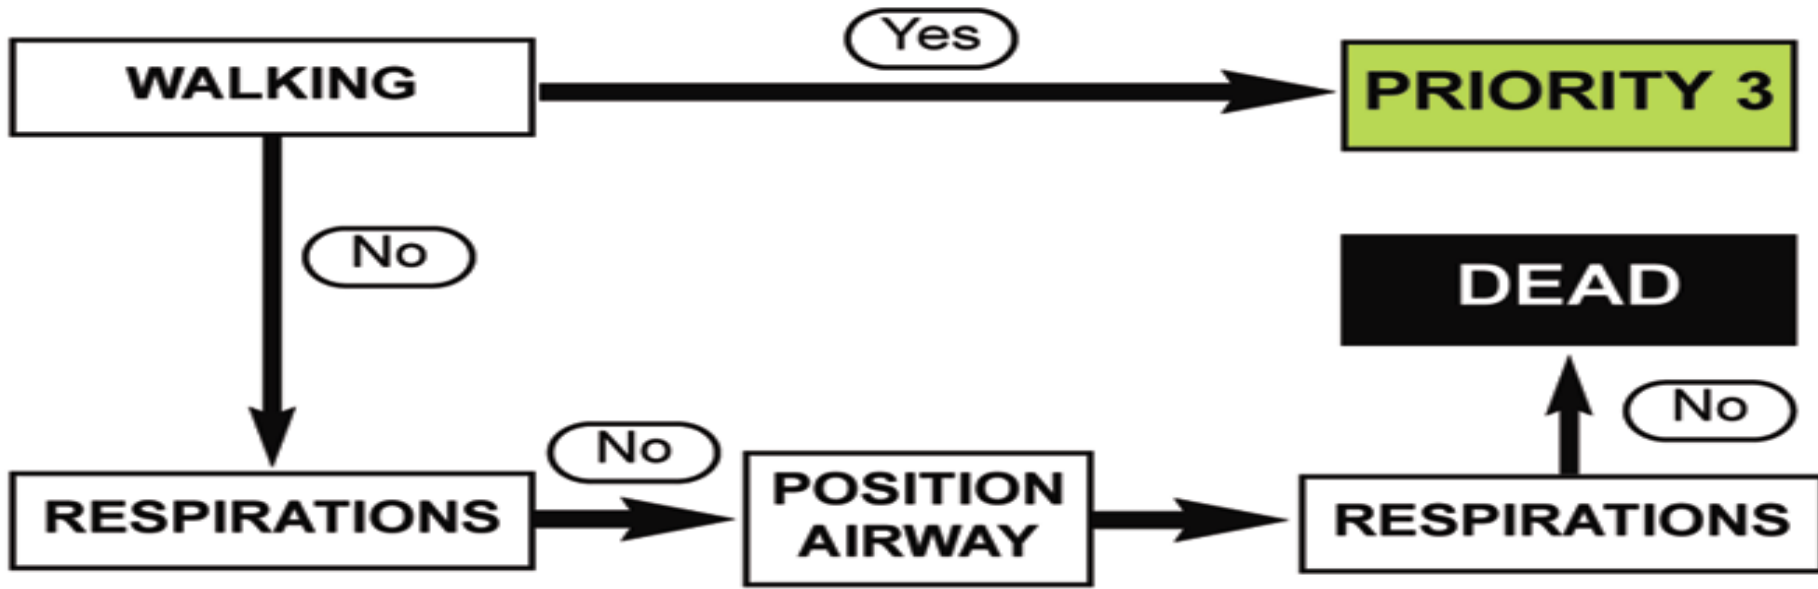 WALKING
Yes
PRIORITY 3
No
DEAD
No
RESPIRATIONS
No
POSITION
AIRWAY
RESPIRATIONS